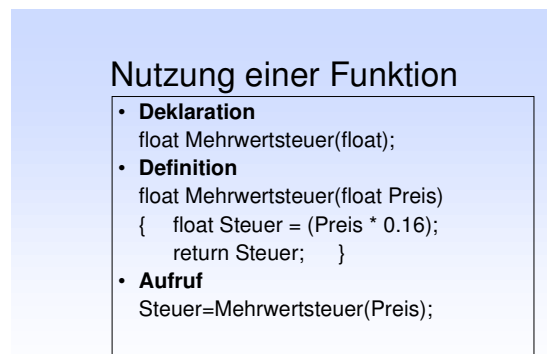 Nutzung einer Funktion
• Deklaration
float Mehrwertsteuer(float);
• Definition
float Mehrwertsteuer(float Preis)
{ float Steuer = (Preis * 0.16);
return Steuer; }
• Aufruf
Steuer=Mehrwertsteuer(Preis);